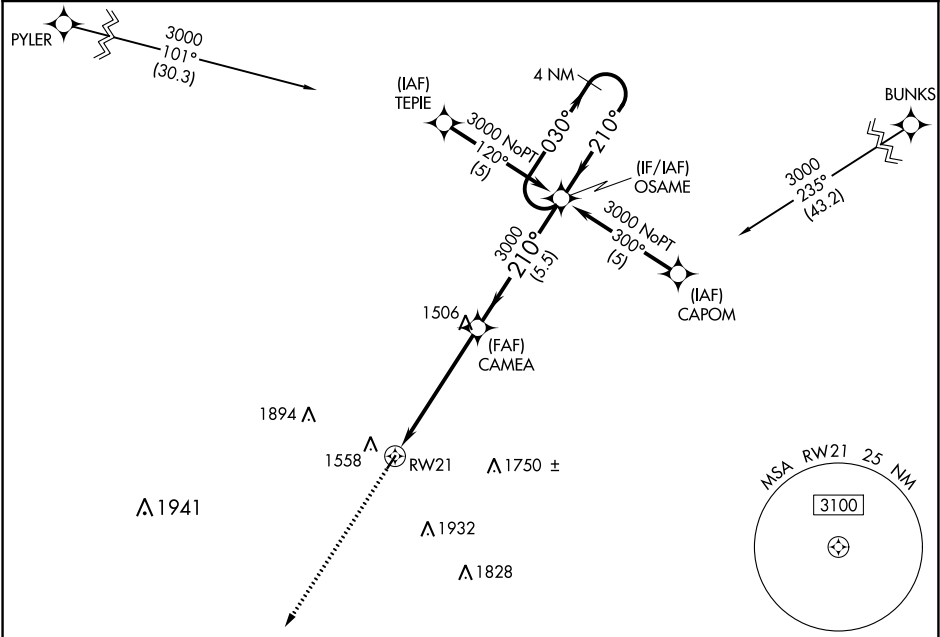 PYLER
3000
101°
(30.3)
(IAF)
TEPIE
3000 NoPT
120°
(5)
4 NM
030°
210°
(IF/IAF)
OSAME
BUNKS
3000
235°
(43.2)
3000 NoPT
300°
(5)
(IAF)
CAPOM
3000
210°
(5.5)
1506
(FAF)
CAMEA
1894
1558
RW21
1750 ±
1941
1932
1828
MSA RW21 25 NM
3100